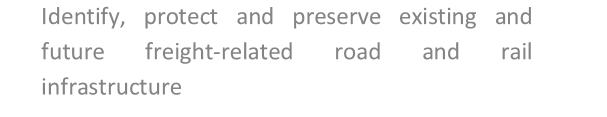 Identify, protect and preserve existing and
future freight-related road and rail
infrastructure